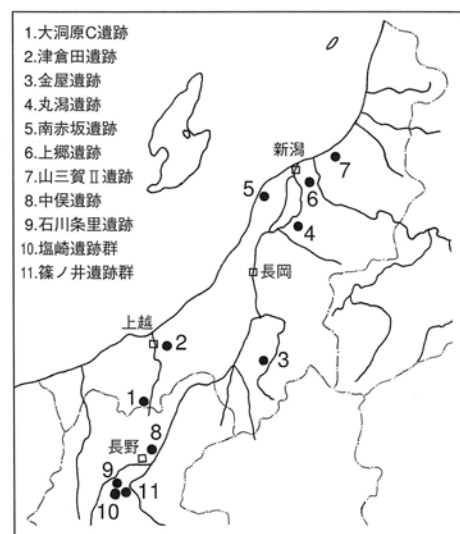 1.大洞原C遺跡
2.津倉田遺跡
3.金屋遺跡
4.丸潟遺跡
5.南赤坂遺跡
6.上郷遺跡
7.山三賀Ⅱ遺跡
8.中俣遺跡
9.石川条里遺跡
10.塩崎遺跡群
11.篠ノ井遺跡群
新潟
7
6
5
4
長岡
上越
2
3
1
8
長野
9
10
11